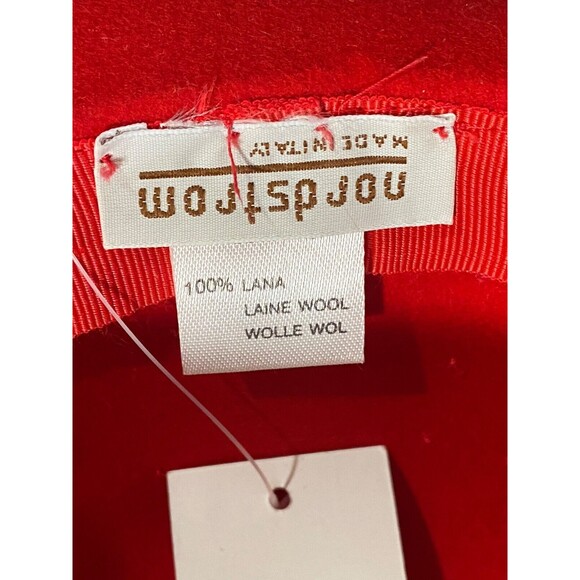 nordstrom
MADE IN ITALY
100% LANA
LAINE WOOL
WOLLE WOL